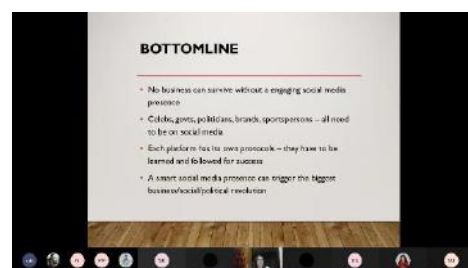 BOTTOMLINE
• No business can survive without a engaging social media
presence
• Celebs, govts, politicians, brands, sportspersons – all need
to be on social media
• Each platform has its own protocols – they have to be
learned and followed for success
• A smart social media presence can trigger the biggest
business/social/political revolution